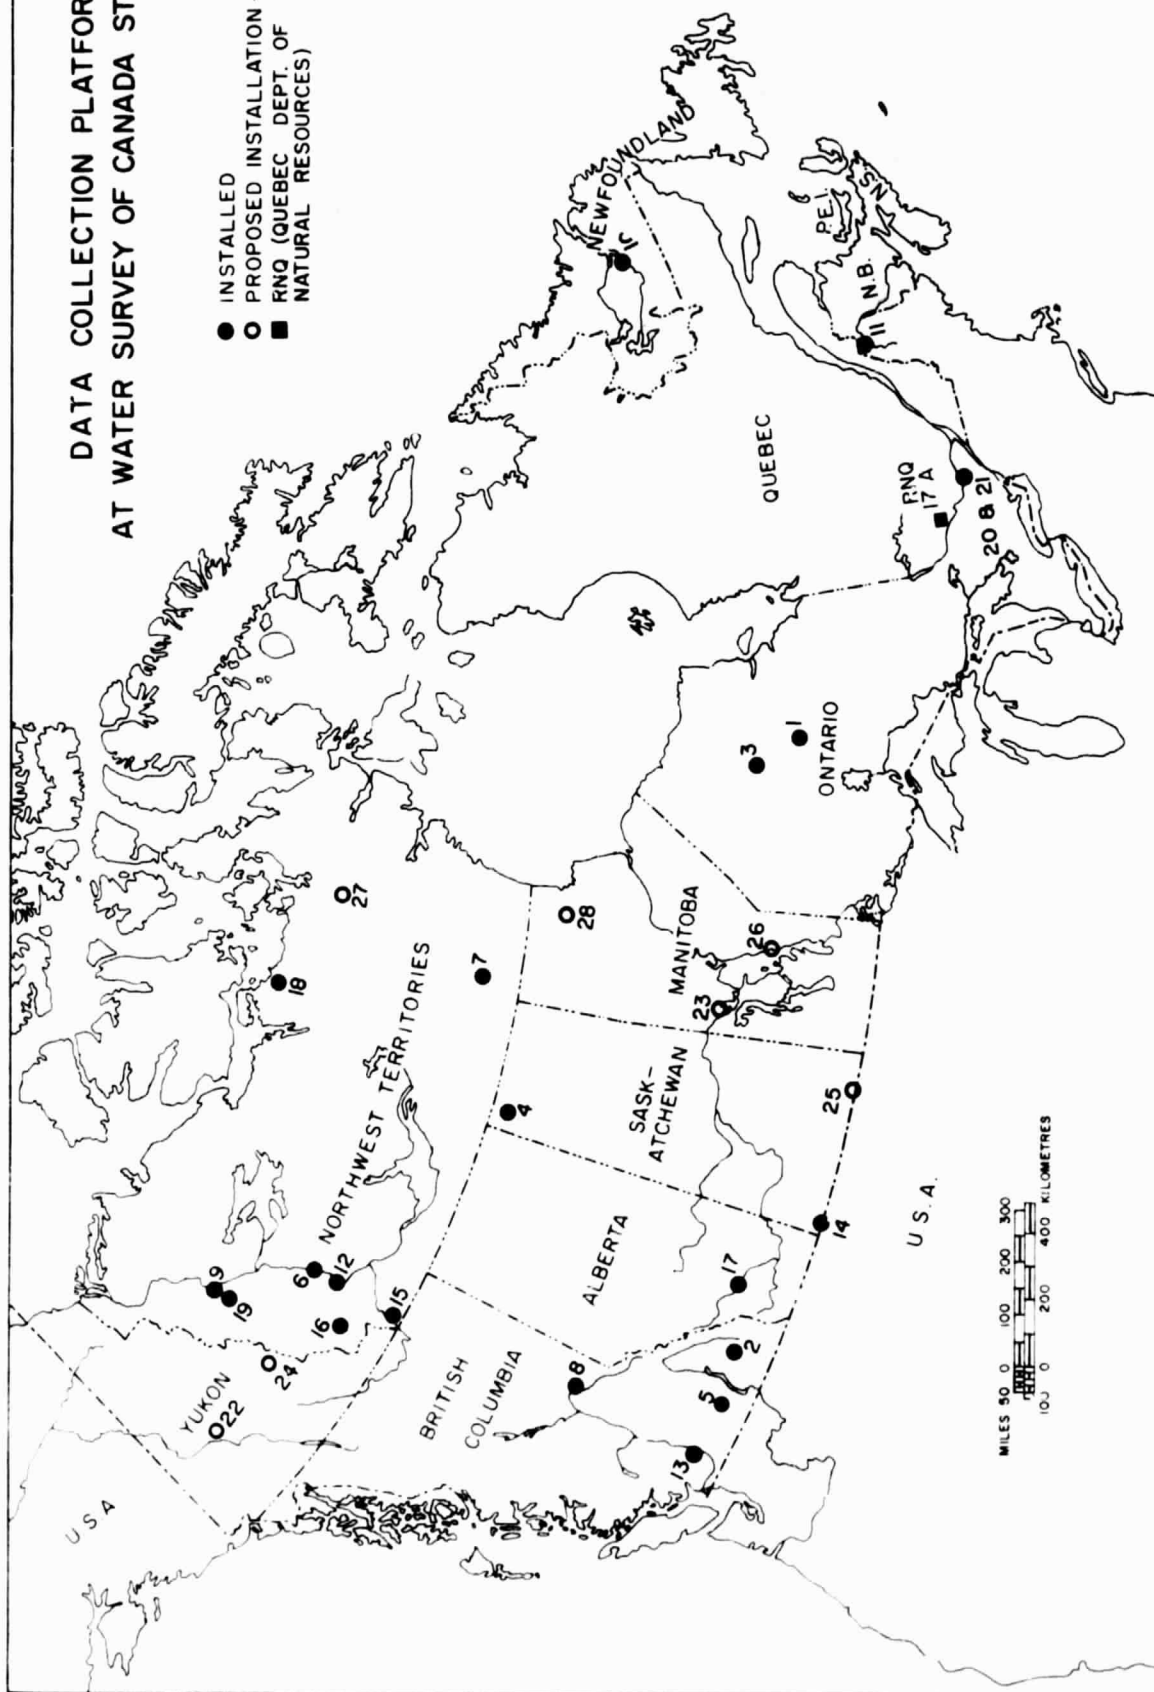 DATA COLLECTION PLATFOR
AT WATER SURVEY OF CANADA ST
INSTALLED
PROPOSED INSTALLATION
RNQ (QUEBEC DEPT. OF
NATURAL RESOURCES)
USA
YUKON
22
24
9
19
6
12
16
15
NORTHWEST TERRITORIES
18
27
7
BRITISH
COLUMBIA
8
13
5
2
ALBERTA
17
14
4
SASK-
ATCHEWAN
25
MANITOBA
28
23
26
ONTARIO
3
1
QUEBEC
RNQ
17 A
20 & 21
NEWFOUNDLAND
P.E.I.
N.B.
11
N.S.
U.S.A.
MILES 50 0 100 200 300
100 0 200 400 KILOMETRES